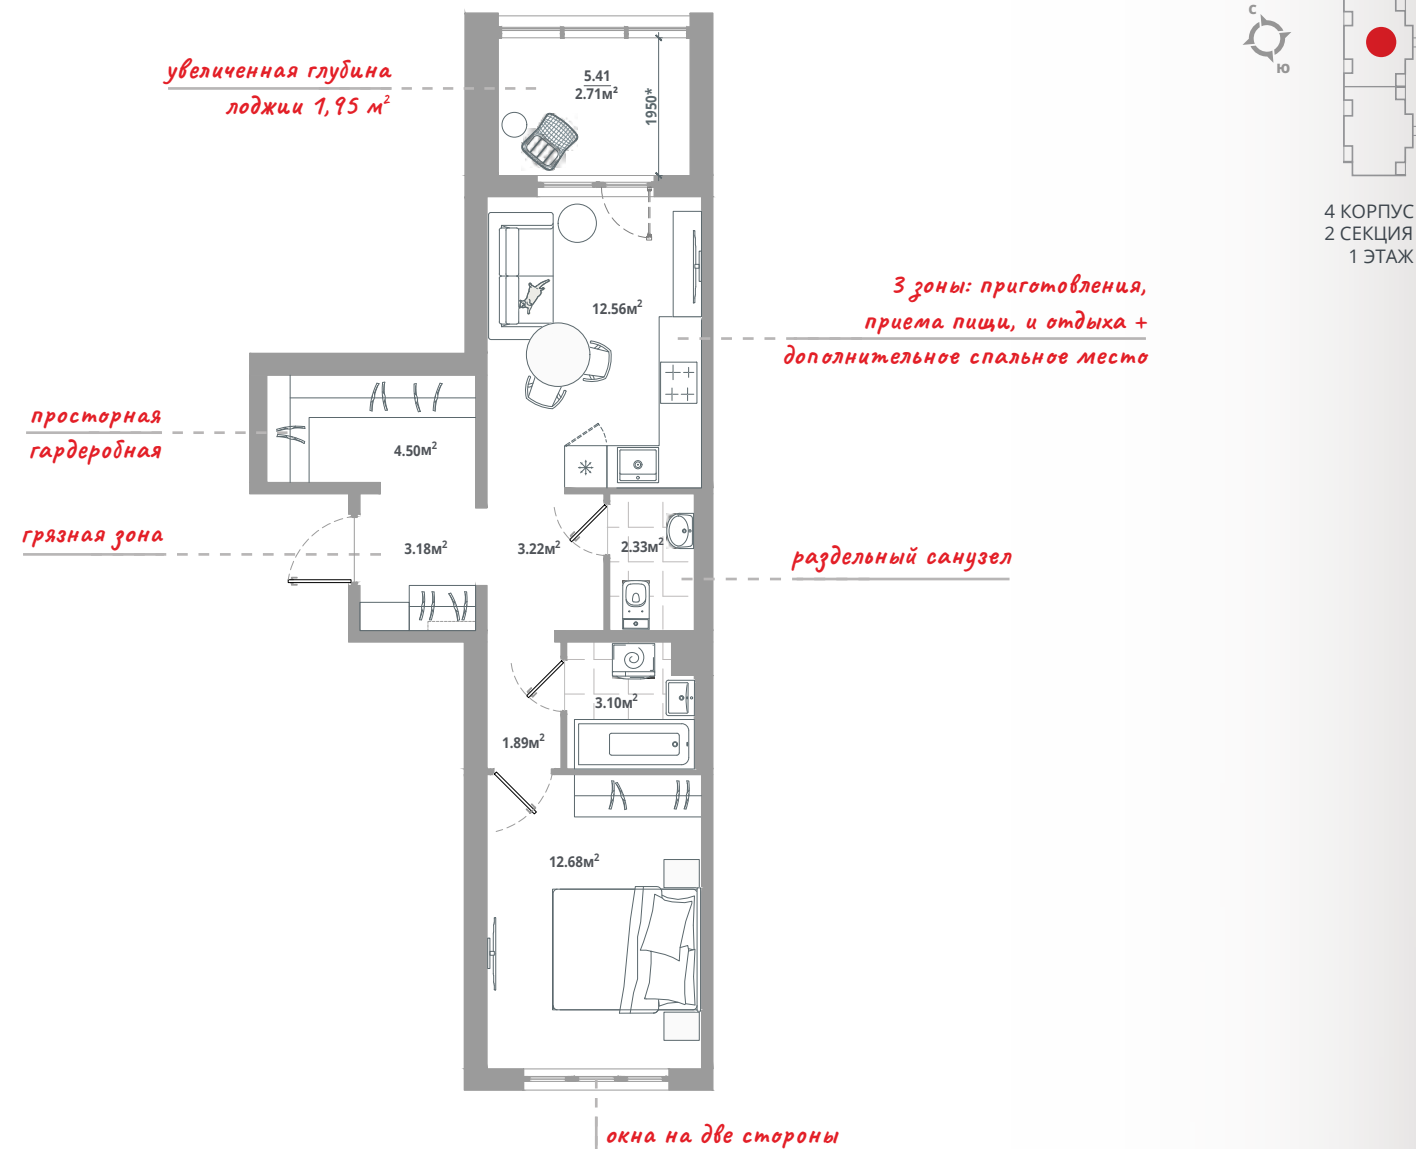 с
ю
4 КОРПУС
2 СЕКЦИЯ
1 ЭТАЖ
увеличенная глубина
лоджии 1,95 м²
5.41
2.71м²
1950*
12.56м²
3 зоны: приготовления,
приема пищи, и отдыха +
дополнительное спальное место
просторная
гардеробная
4.50м²
грязная зона
3.18м²
3.22м²
2.33м²
раздельный санузел
3.10м²
1.89м²
12.68м²
окна на две стороны